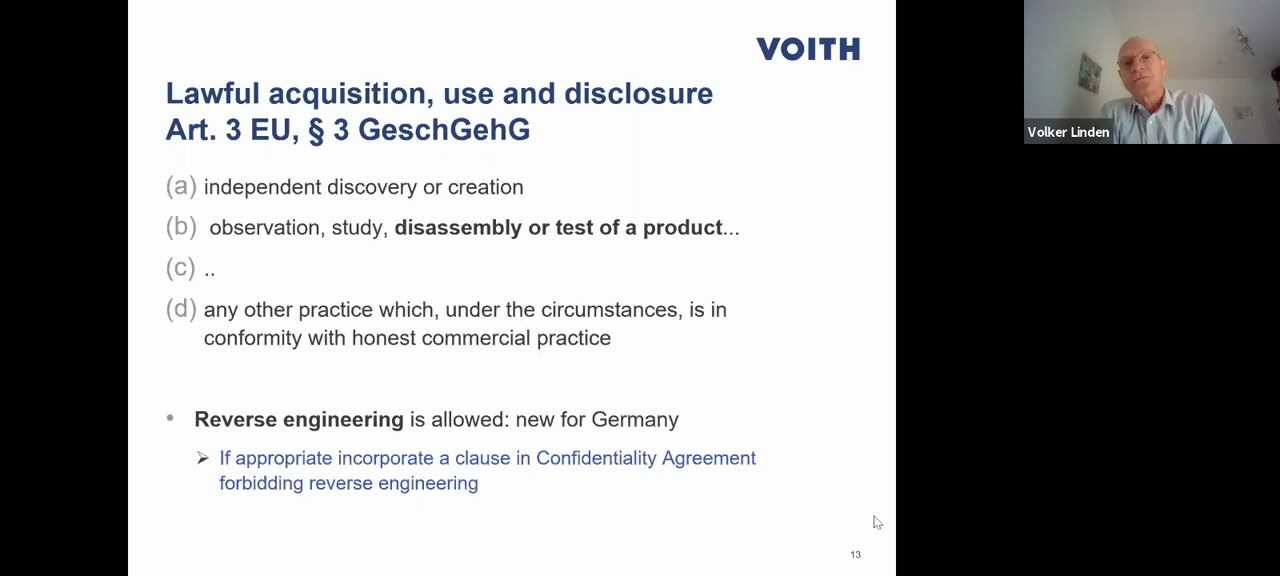 VOITH
Lawful acquisition, use and disclosure
Art. 3 EU, § 3 GeschGehG
(a) independent discovery or creation
(b) observation, study, disassembly or test of a product...
(c) ..
(d) any other practice which, under the circumstances, is in
conformity with honest commercial practice
• Reverse engineering is allowed: new for Germany
➢ If appropriate incorporate a clause in Confidentiality Agreement
forbidding reverse engineering
13
Volker Linden